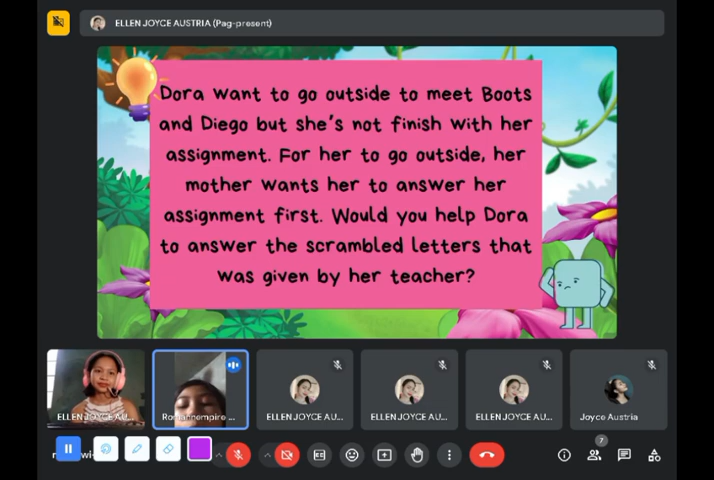 ELLEN JOYCE AUSTRIA (Pag-present)
Dora want to go outside to meet Boots
and Diego but she's not finish with her
assignment. For her to go outside, her
mother wants her to answer her
assignment first. Would you help Dora
to answer the scrambled letters that
was given by her teacher?
ELLEN JOYCE AU...
ELLEN JOYCE AU...
ELLEN JOYCE AU...
ELLEN JOYCE AU...
Joyce Austria
7